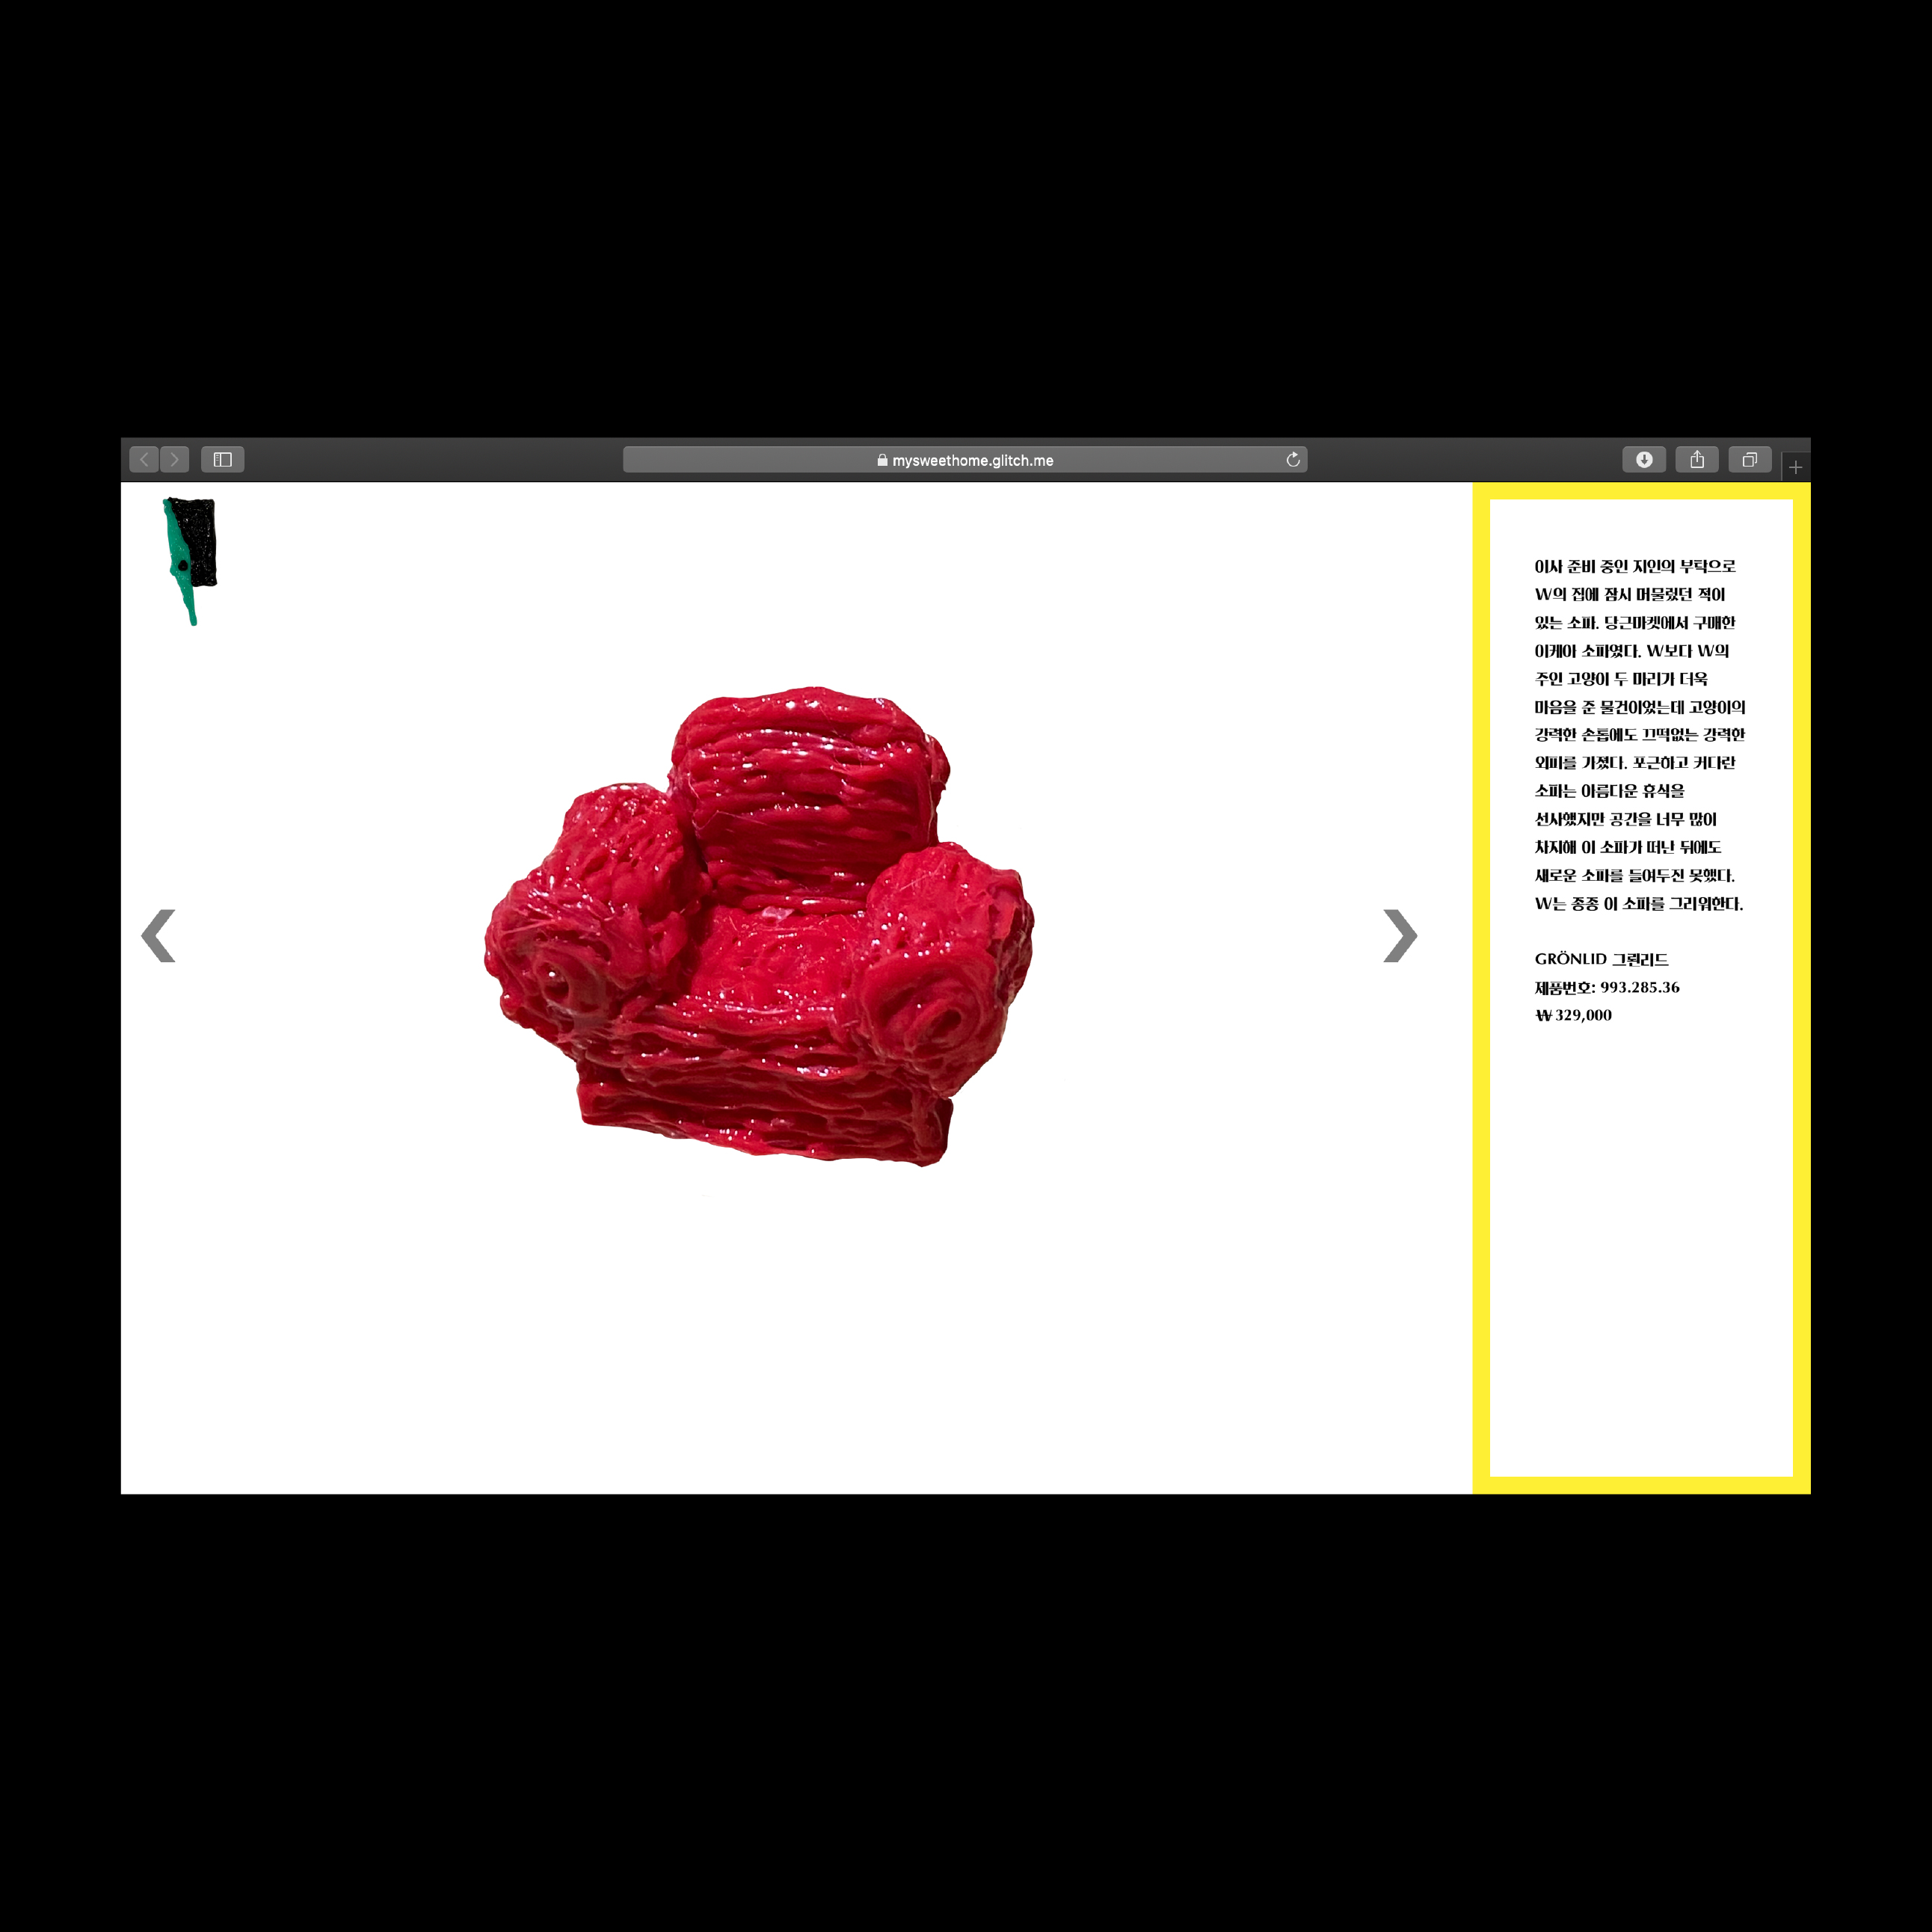 mysweethome.glitch.me
이사 준비 중인 지인의 부탁으로
W의 집에 잠시 머물렀던 적이
있는 소파. 당근마켓에서 구매한
이케아 소파였다. W보다 W의
주인 고양이 두 마리가 더욱
마음을 준 물건이었는데 고양이의
강력한 손톱에도 끄떡없는 강력한
외피를 가졌다. 포근하고 커다란
소파는 아름다운 휴식을
선사했지만 공간을 너무 많이
차지해 이 소파가 떠난 뒤에도
새로운 소파를 들여두진 못했다.
W는 종종 이 소파를 그리워한다.
GRÖNLID 그뢴리드
제품번호: 993.285.36
₩ 329,000